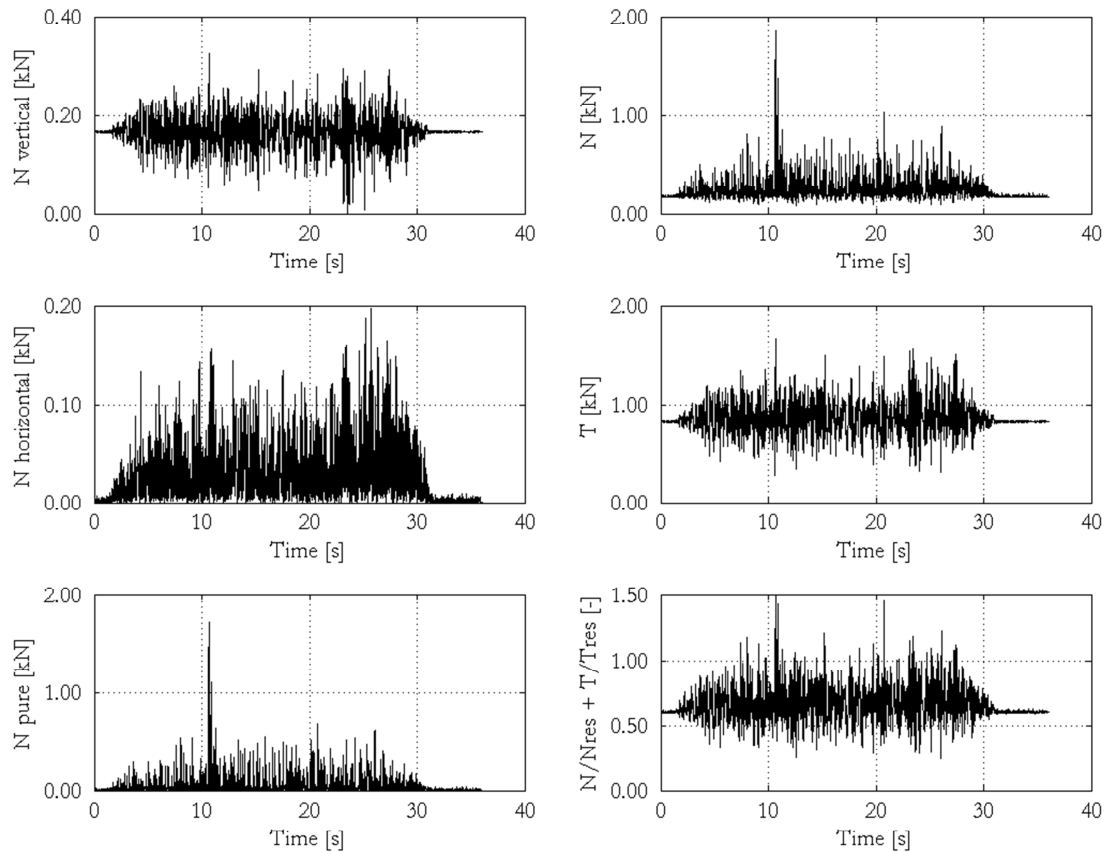 0.40
0.20
0.00
N vertical [kN]
0 10 20 30 40
Time [s]
2.00
1.00
0.00
N [kN]
0 10 20 30 40
Time [s]
0.20
0.10
0.00
N horizontal [kN]
0 10 20 30 40
Time [s]
2.00
1.00
0.00
T [kN]
0 10 20 30 40
Time [s]
2.00
1.00
0.00
N pure [kN]
0 10 20 30 40
Time [s]
1.50
1.00
0.50
0.00
N/Nres + T/Tres [-]
0 10 20 30 40
Time [s]